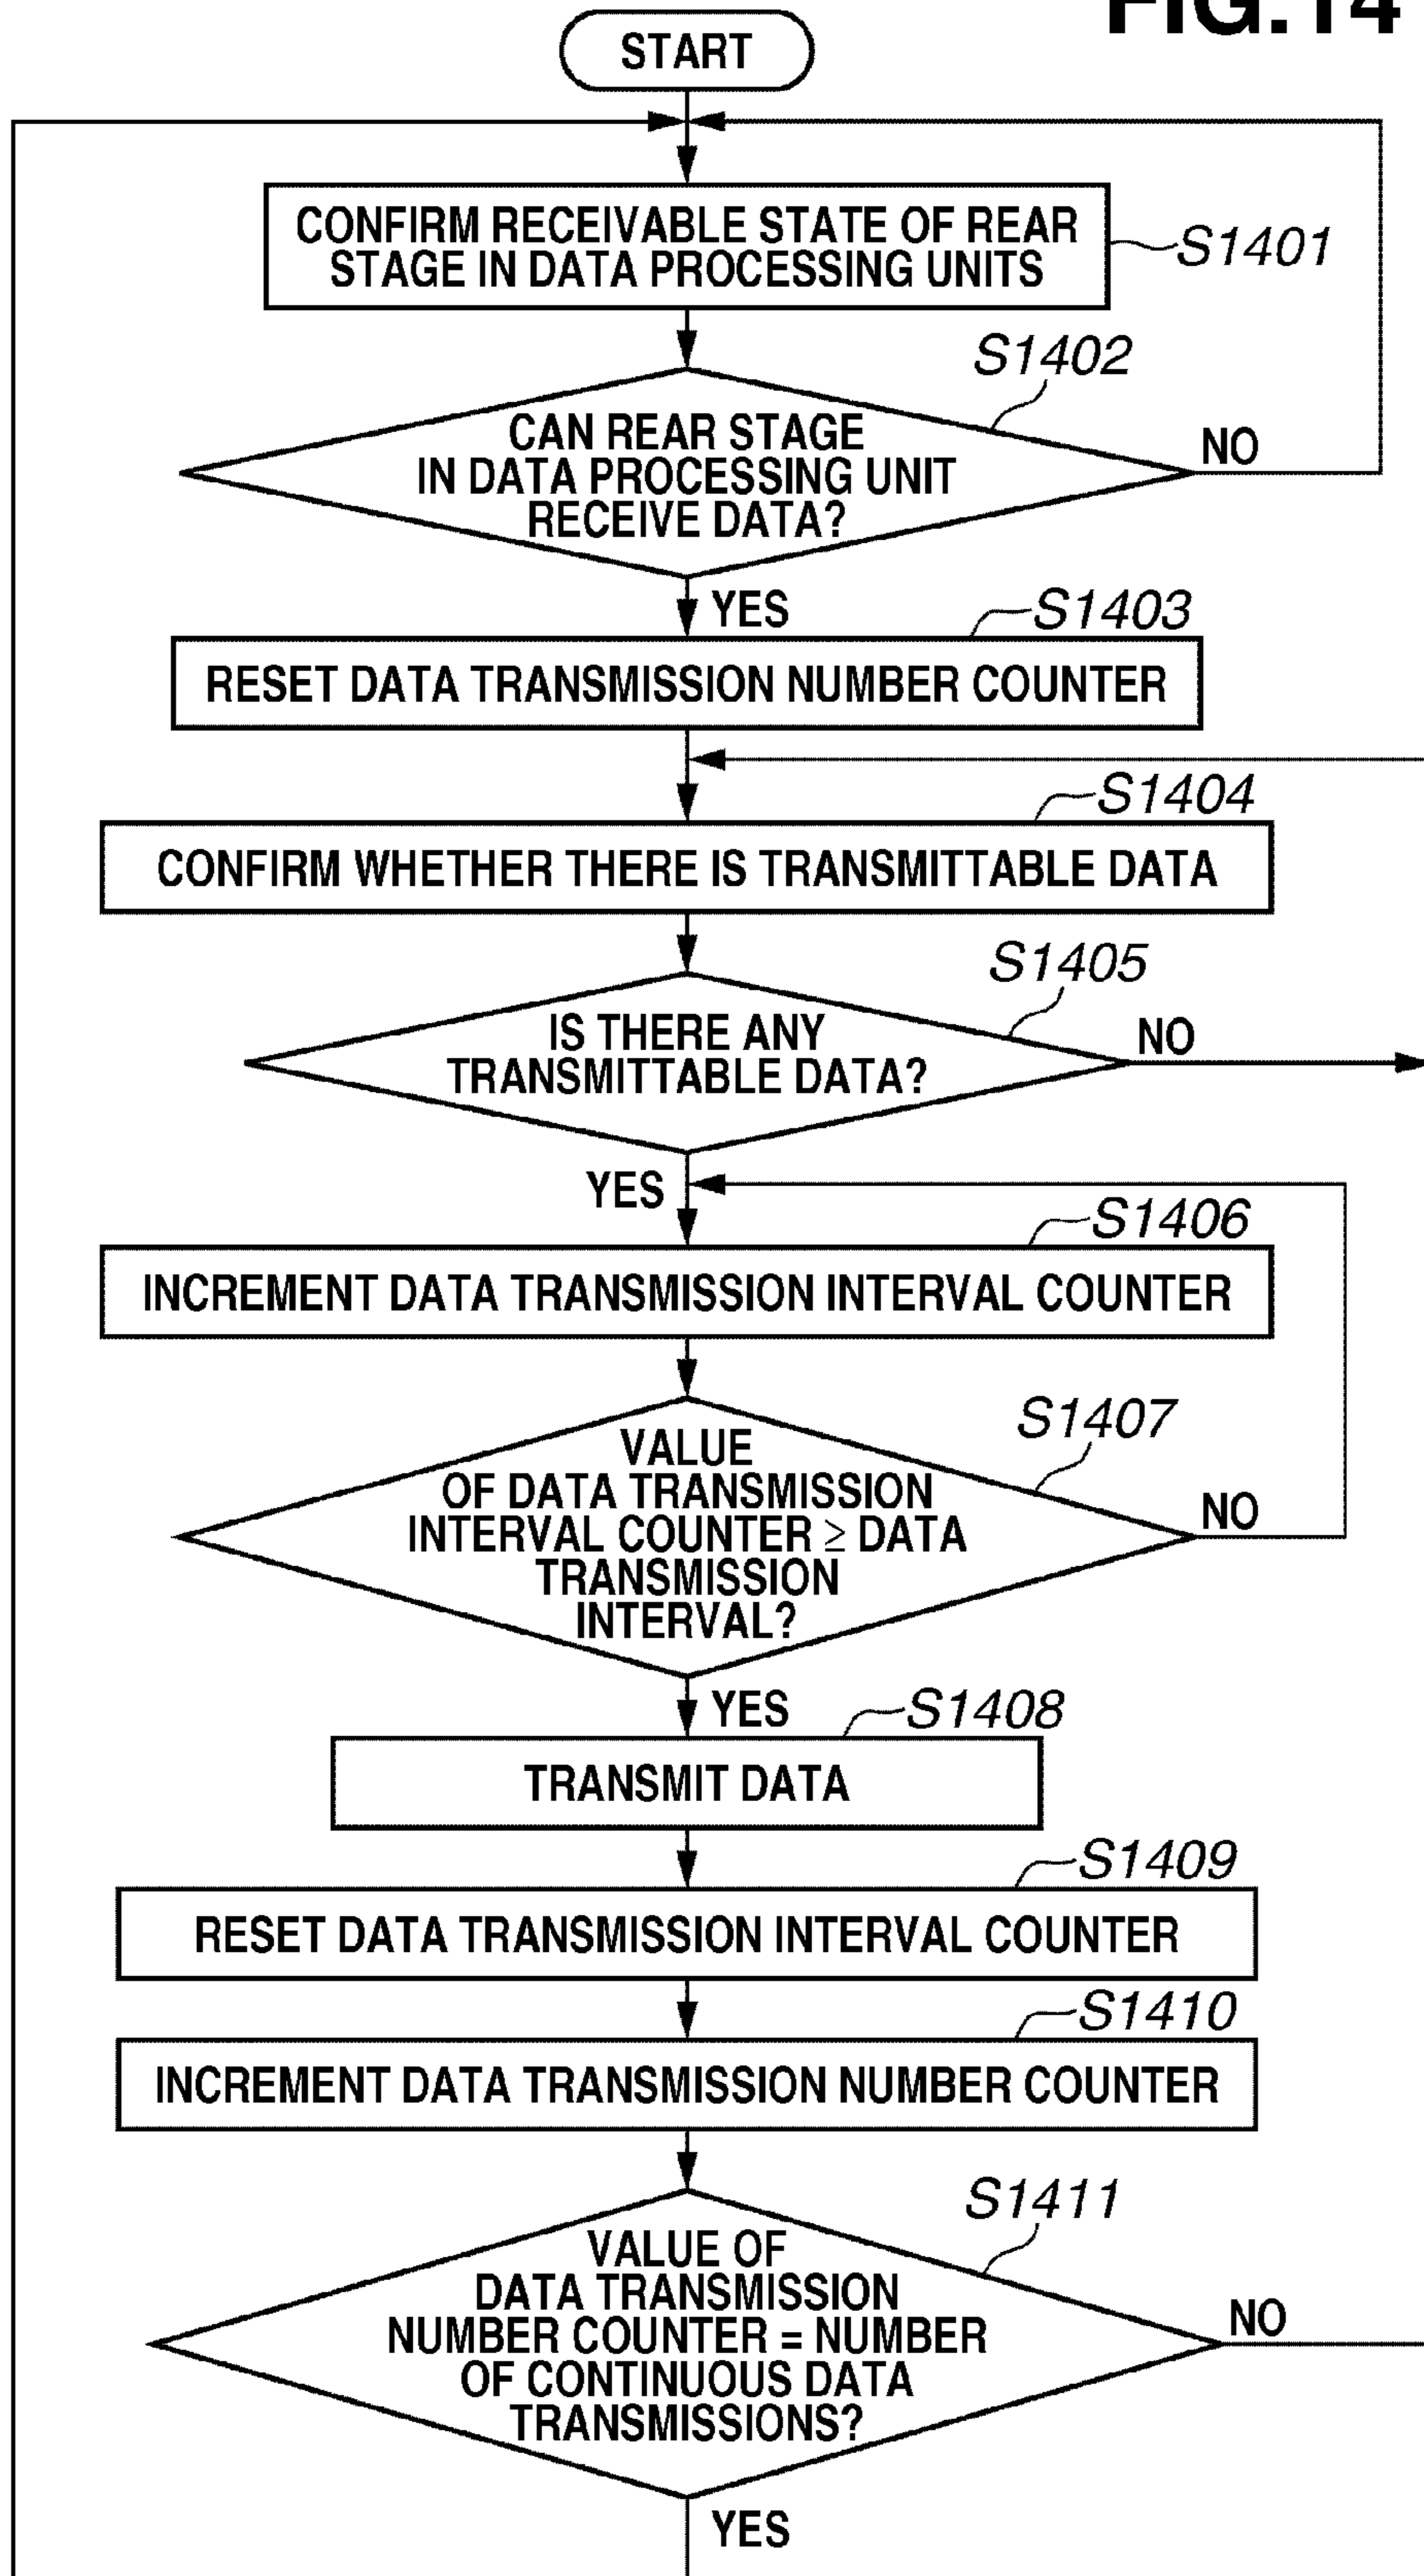 FIG.14
START
CONFIRM RECEIVABLE STATE OF REAR
STAGE IN DATA PROCESSING UNITS
S1401
S1402
CAN REAR STAGE
IN DATA PROCESSING UNIT
RECEIVE DATA?
NO
YES
S1403
RESET DATA TRANSMISSION NUMBER COUNTER
S1404
CONFIRM WHETHER THERE IS TRANSMITTABLE DATA
S1405
IS THERE ANY
TRANSMITTABLE DATA?
NO
YES
S1406
INCREMENT DATA TRANSMISSION INTERVAL COUNTER
S1407
VALUE
OF DATA TRANSMISSION
INTERVAL COUNTER ≥ DATA
TRANSMISSION
INTERVAL?
NO
YES
S1408
TRANSMIT DATA
S1409
RESET DATA TRANSMISSION INTERVAL COUNTER
S1410
INCREMENT DATA TRANSMISSION NUMBER COUNTER
S1411
VALUE OF
DATA TRANSMISSION
NUMBER COUNTER = NUMBER
OF CONTINUOUS DATA
TRANSMISSIONS?
NO
YES